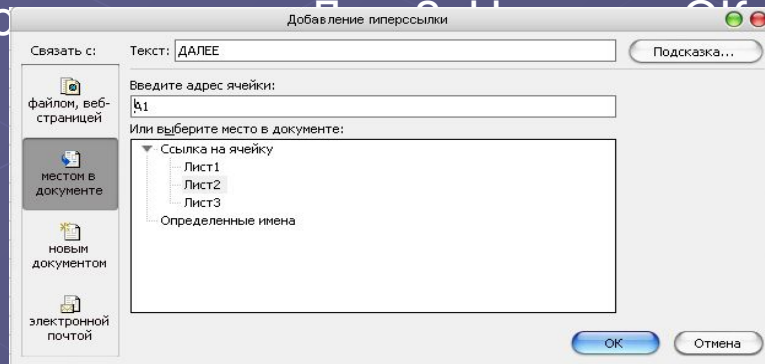 Добавление гиперссылки
Связать с:
Текст: ДАЛЕЕ
Подсказка...
файлом, веб-
страницей
местом в
документе
новым
документом
электронной
почтой
Введите адрес ячейки:
A1
Или выберите место в документе:
Ссылка на ячейку
Лист1
Лист2
Лист3
Определенные имена
ОК
Отмена